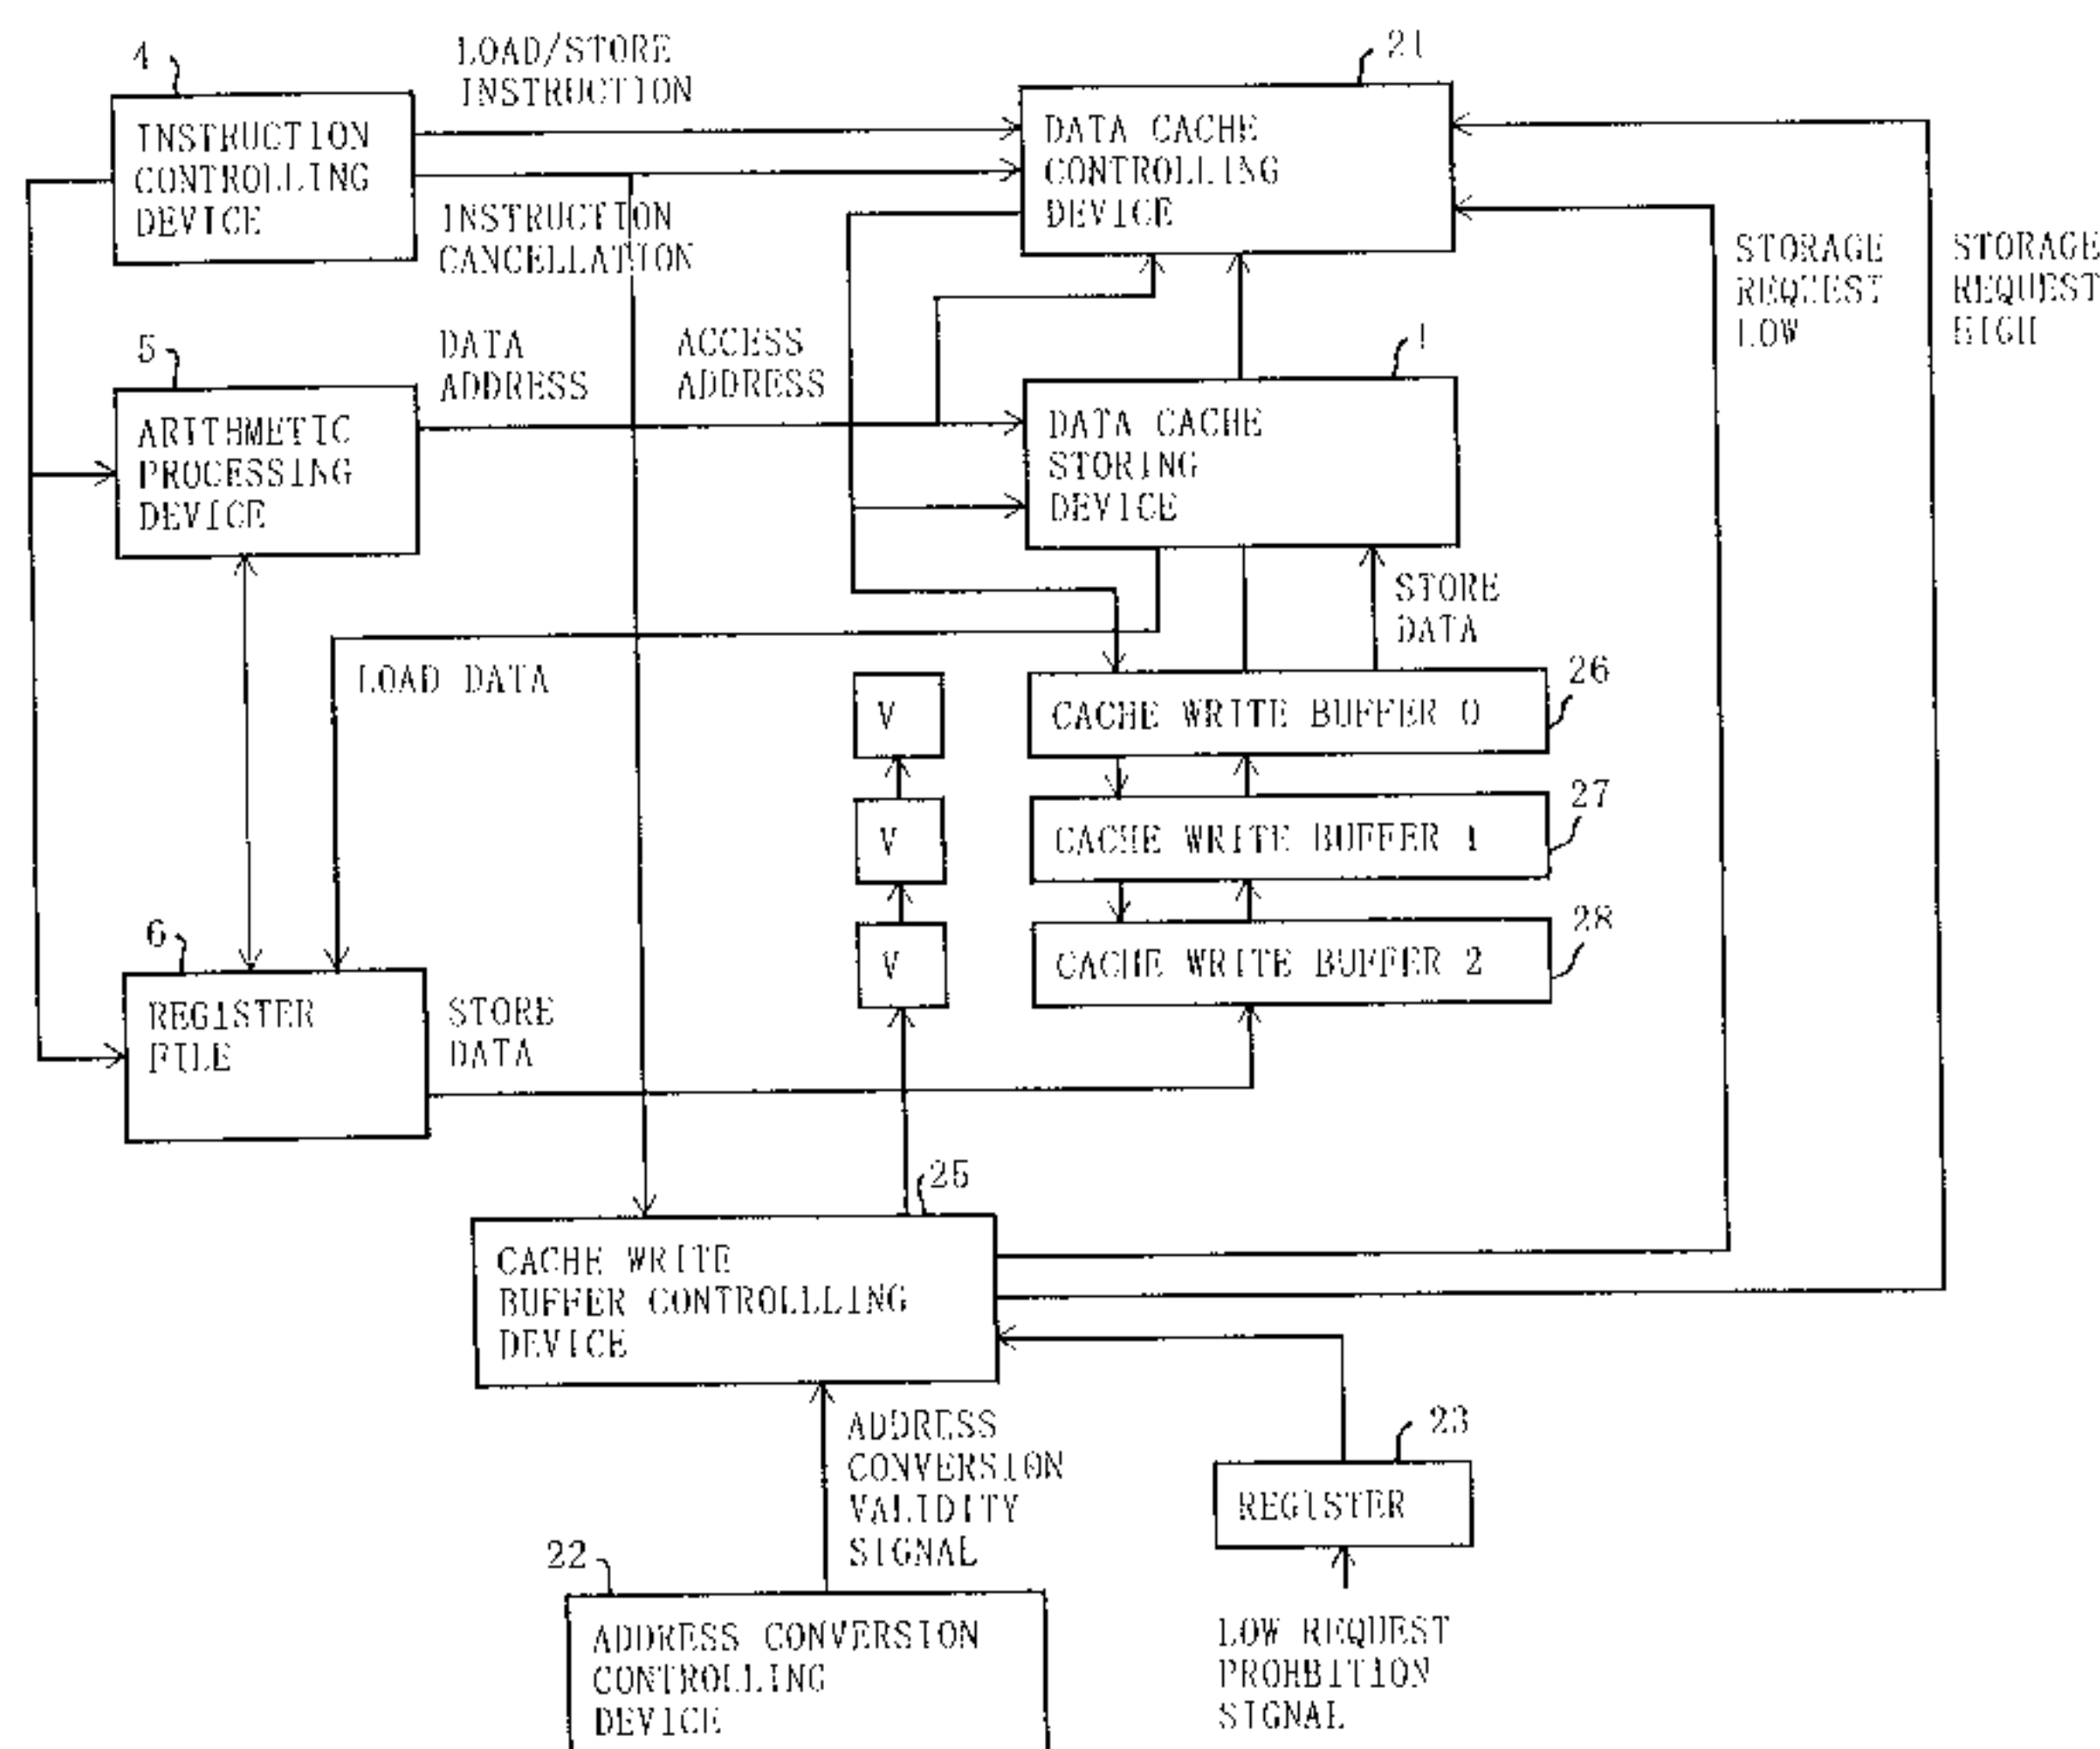 4
LOAD/STORE
INSTRUCTION
21
INSTRUCTION
CONTROLLING
DEVICE
DATA CACHE
CONTROLLING
DEVICE
INSTRUCTION
CANCELLATION
STORAGE
REQUEST
LOW
STORAGE
REQUEST
HIGH
5
DATA
ADDRESS
ACCESS
ADDRESS
1
ARITHMETIC
PROCESSING
DEVICE
DATA CACHE
STORING
DEVICE
STORE
DATA
LOAD DATA
26
V
CACHE WRITE BUFFER 0
27
V
CACHE WRITE BUFFER 1
28
V
CACHE WRITE BUFFER 2
6
REGISTER
FILE
STORE
DATA
25
CACHE WRITE
BUFFER CONTROLLLING
DEVICE
ADDRESS
CONVERSION
VALIDITY
SIGNAL
23
REGISTER
22
ADDRESS CONVERSION
CONTROLLING
DEVICE
LOW REQUEST
PROHBITION
SIGNAL